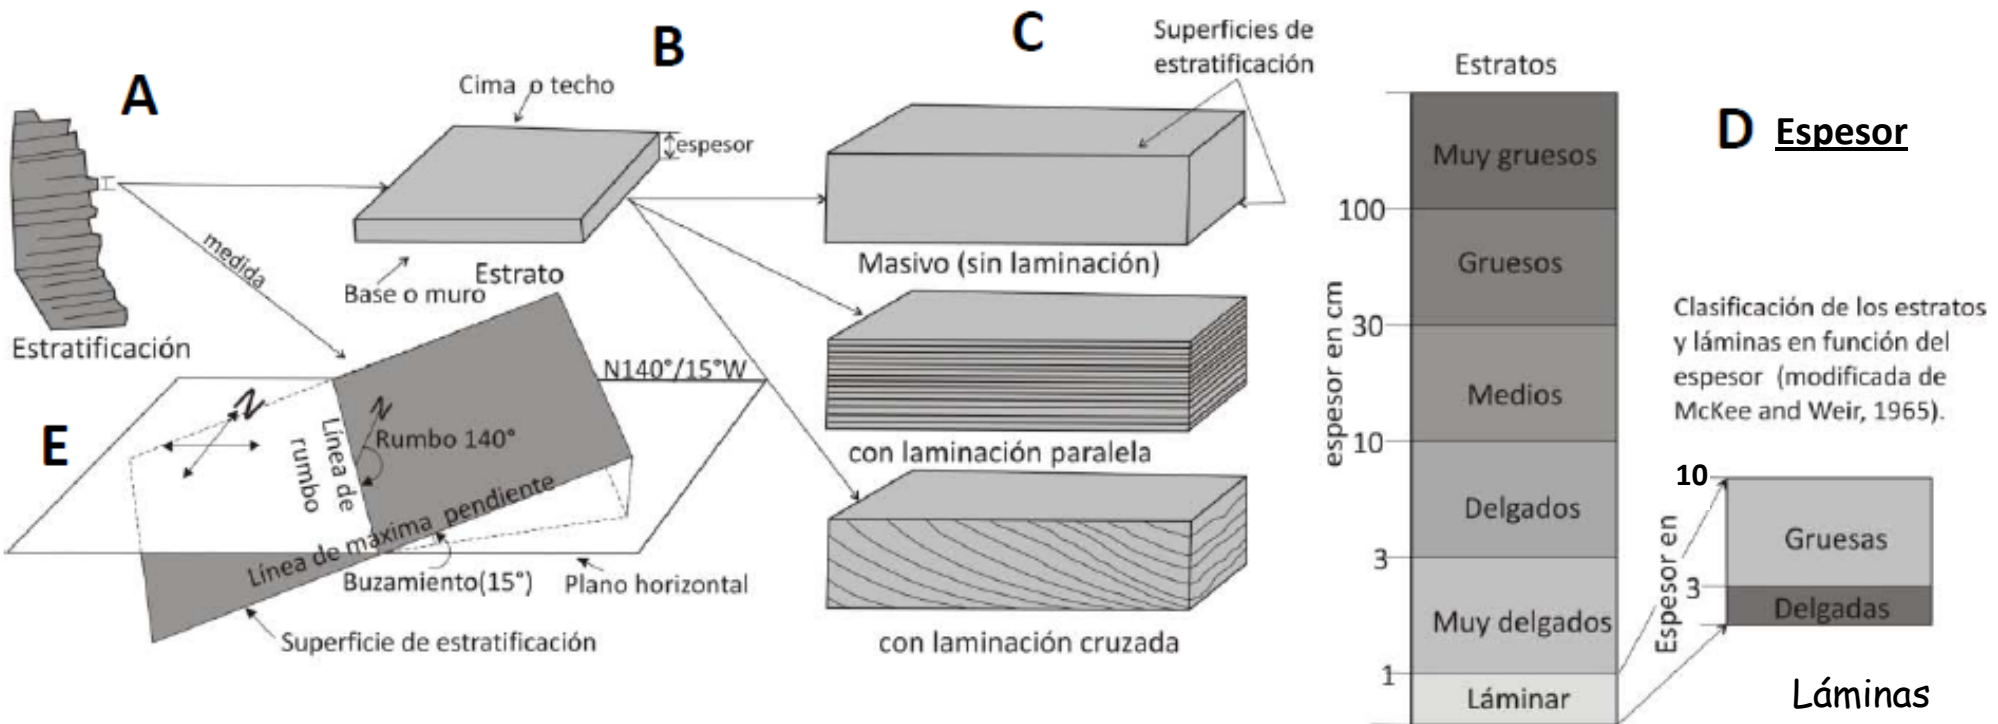 A
Estratificación
medida
B
Cima o techo
espesor
Base o muro
Estrato
C
Superficies de
estratificación
Masivo (sin laminación)
con laminación paralela
con laminación cruzada
D
Espesor
Estratos
espesor en cm
Muy gruesos
100
Gruesos
30
Medios
10
Delgados
3
Muy delgados
1
Láminar
Clasificación de los estratos
y láminas en función del
espesor (modificada de
McKee and Weir, 1965).
Espesor en
10
Gruesas
3
Delgadas
Láminas
E
N
N140°/15°W
N
Rumbo 140°
Línea de
rumbo
Línea de máxima pendiente
Buzamiento(15°)
Plano horizontal
Superficie de estratificación